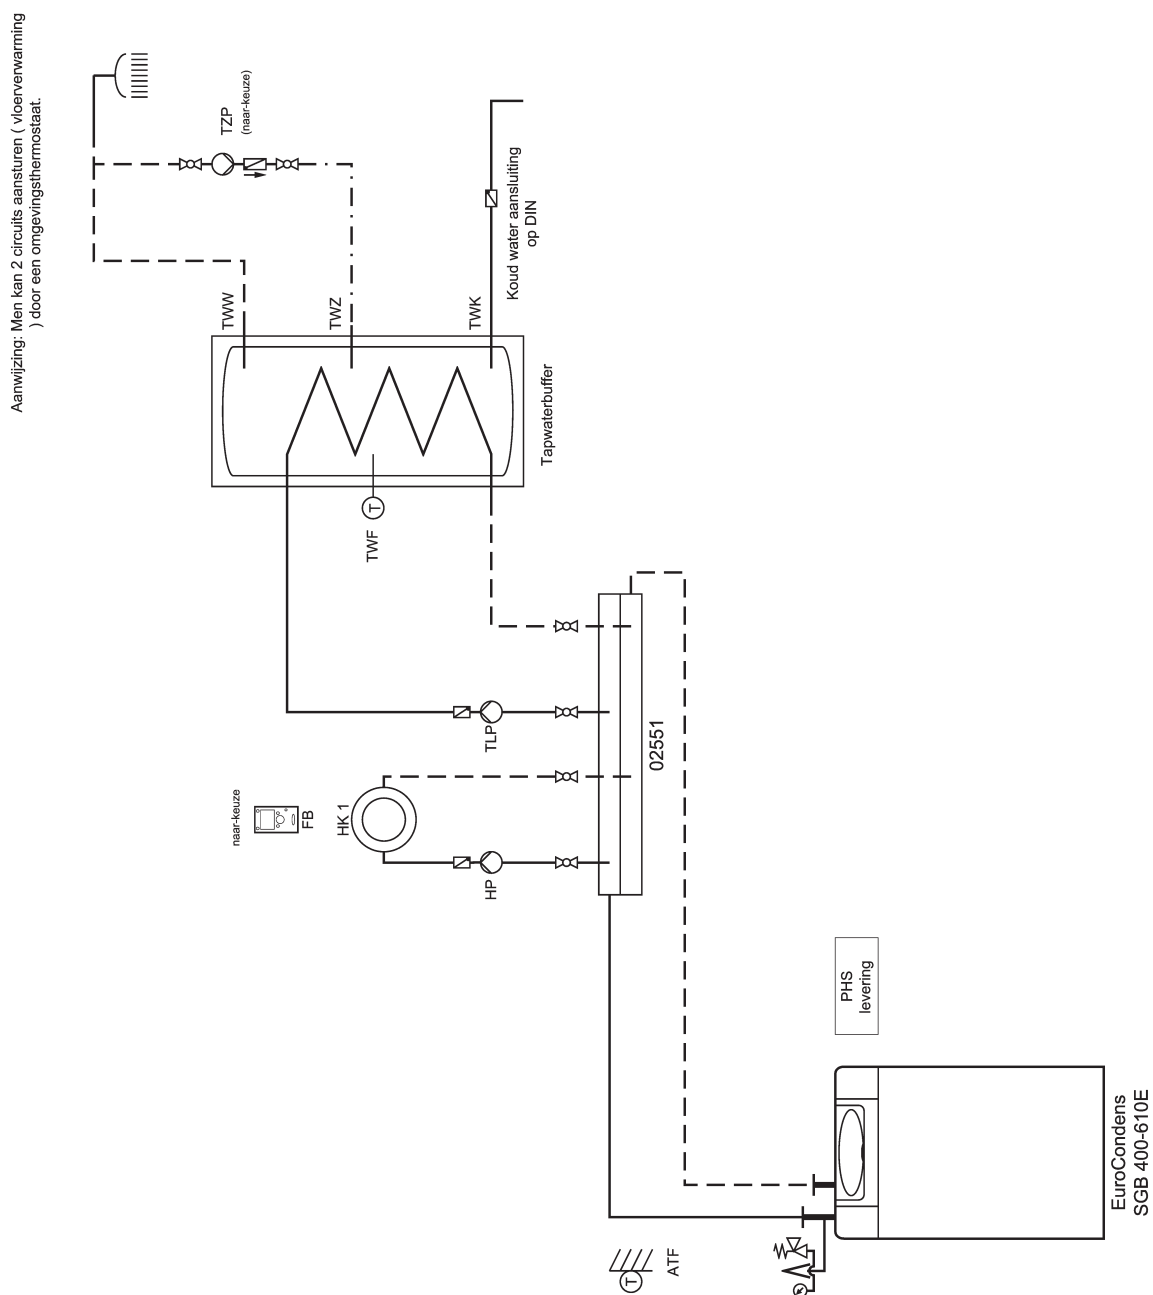 Aanwijzing: Men kan 2 circuits aansturen ( vloerverwarming
) door een omgevingsthermostaat.
TZP
(naar-keuze)
TWW
TWZ
TWK
Koud water aansluiting
op DIN
Tapwaterbuffer
T
TWF
naar-keuze
FB
HK 1
TLP
HP
02551
PHS
levering
T
ATF
EuroCondens
SGB 400-610E